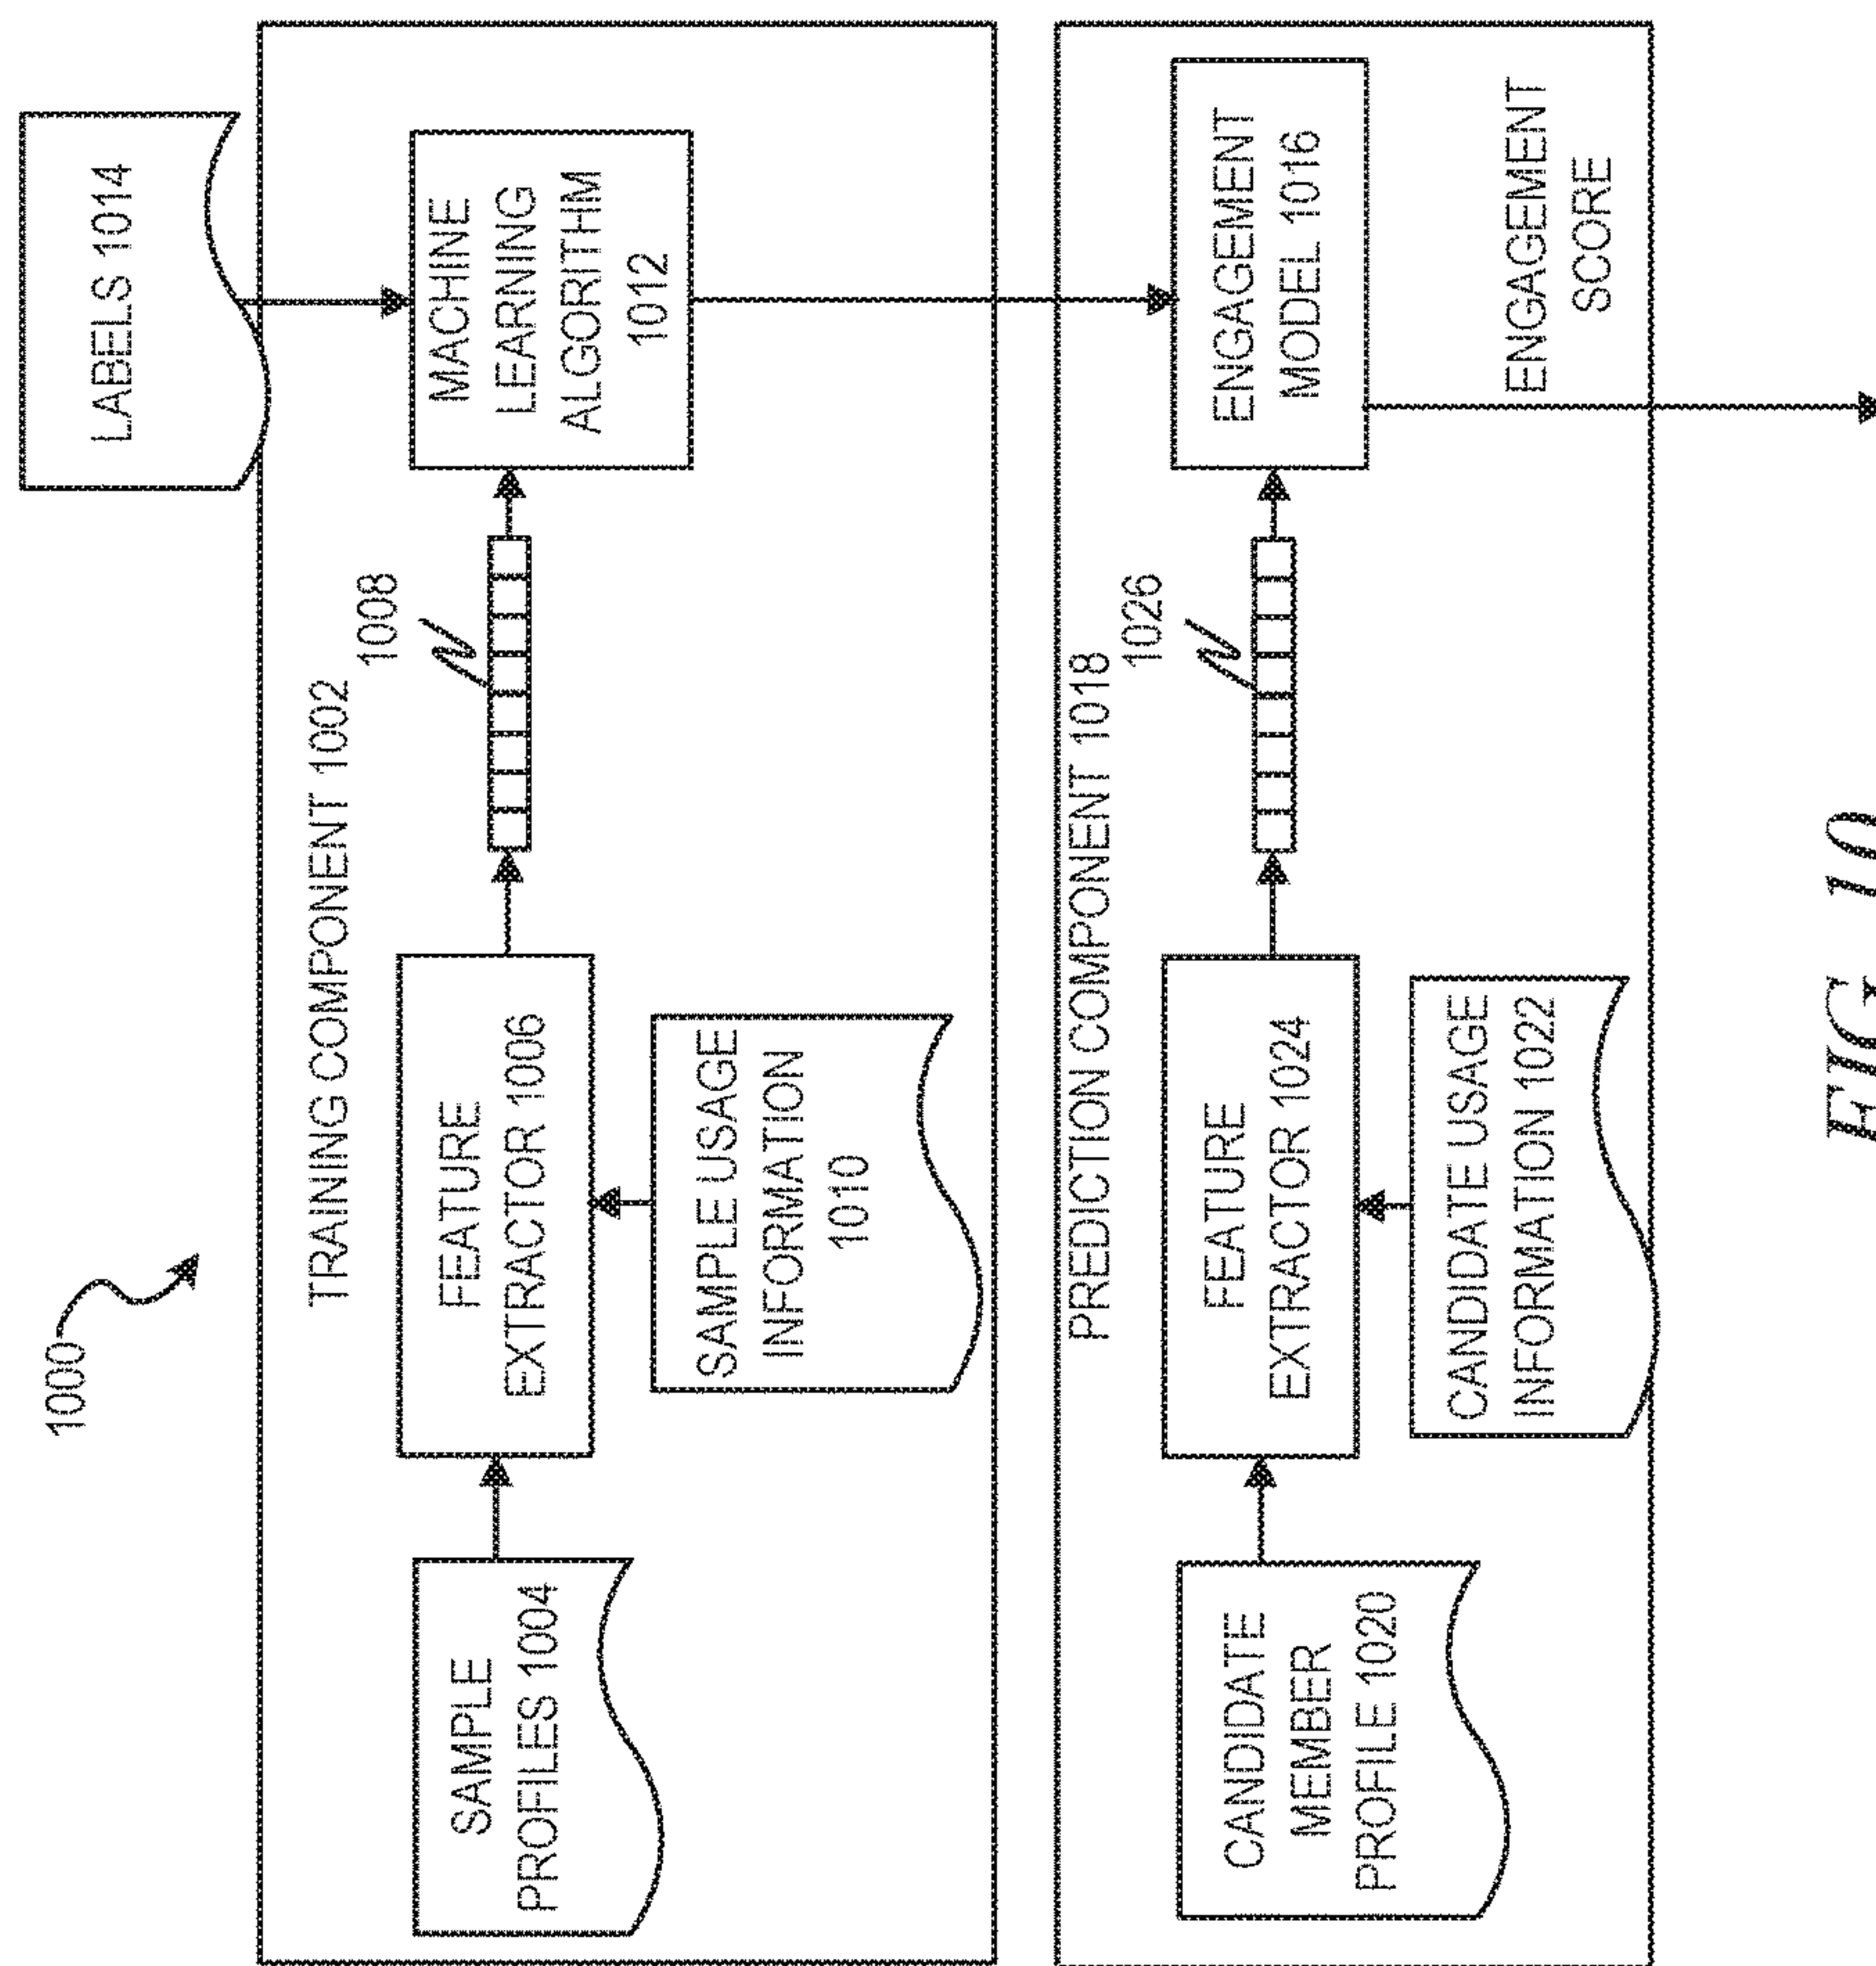 1000
LABELS 1014
TRAINING COMPONENT 1002
1008
SAMPLE
PROFILES 1004
FEATURE
EXTRACTOR 1006
MACHINE
LEARNING
ALGORITHM
1012
SAMPLE USAGE
INFORMATION
1010
PREDICTION COMPONENT 1018
1026
CANDIDATE
MEMBER
PROFILE 1020
FEATURE
EXTRACTOR 1024
ENGAGEMENT
MODEL 1016
CANDIDATE USAGE
INFORMATION 1022
ENGAGEMENT
SCORE
FIG. 10